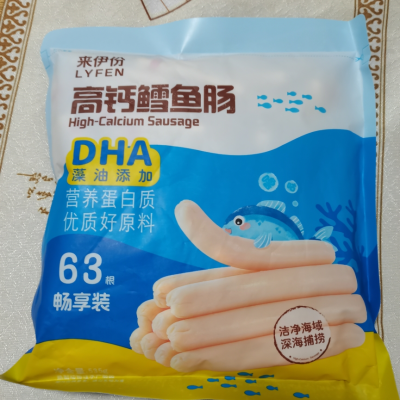 来伊份
LYFEN
高钙鳕鱼肠
High-Calcium Sausage
DHA
藻油添加
营养蛋白质
优质好原料
63根
畅享装
洁净海域
深海捕捞